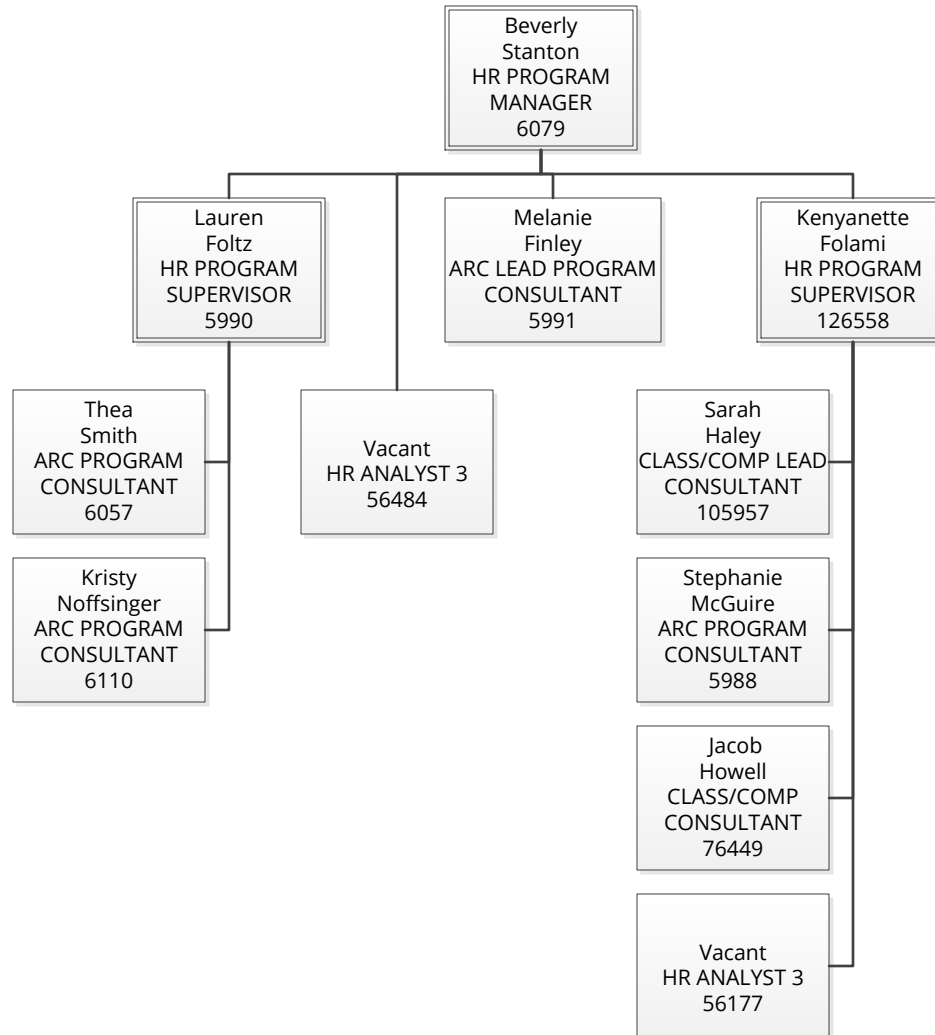 Beverly
Stanton
HR PROGRAM
MANAGER
6079
Lauren
Foltz
HR PROGRAM
SUPERVISOR
5990
Melanie
Finley
ARC LEAD PROGRAM
CONSULTANT
5991
Kenyanette
Folami
HR PROGRAM
SUPERVISOR
126558
Thea
Smith
ARC PROGRAM
CONSULTANT
6057
Vacant
HR ANALYST 3
56484
Sarah
Haley
CLASS/COMP LEAD
CONSULTANT
105957
Kristy
Noffsinger
ARC PROGRAM
CONSULTANT
6110
Stephanie
McGuire
ARC PROGRAM
CONSULTANT
5988
Jacob
Howell
CLASS/COMP
CONSULTANT
76449
Vacant
HR ANALYST 3
56177